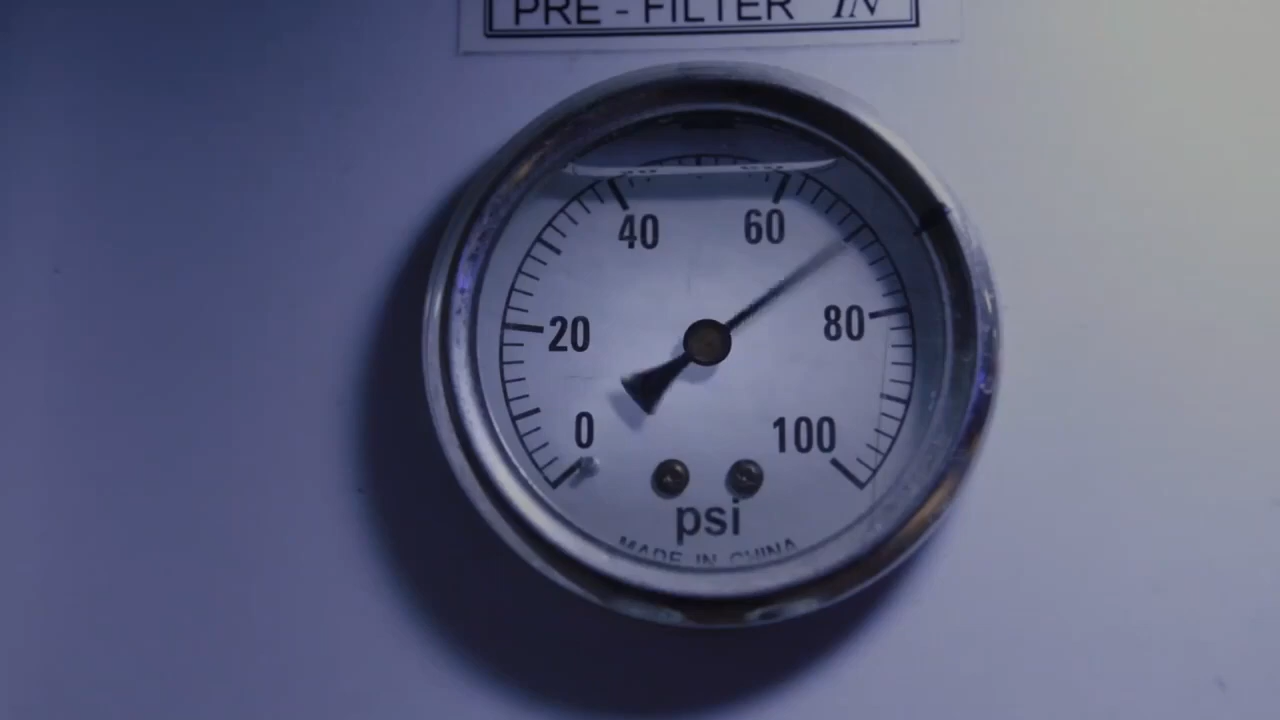 PRE - FILTER IN
40 60
20 80
0 100
psi
MADE IN CHINA